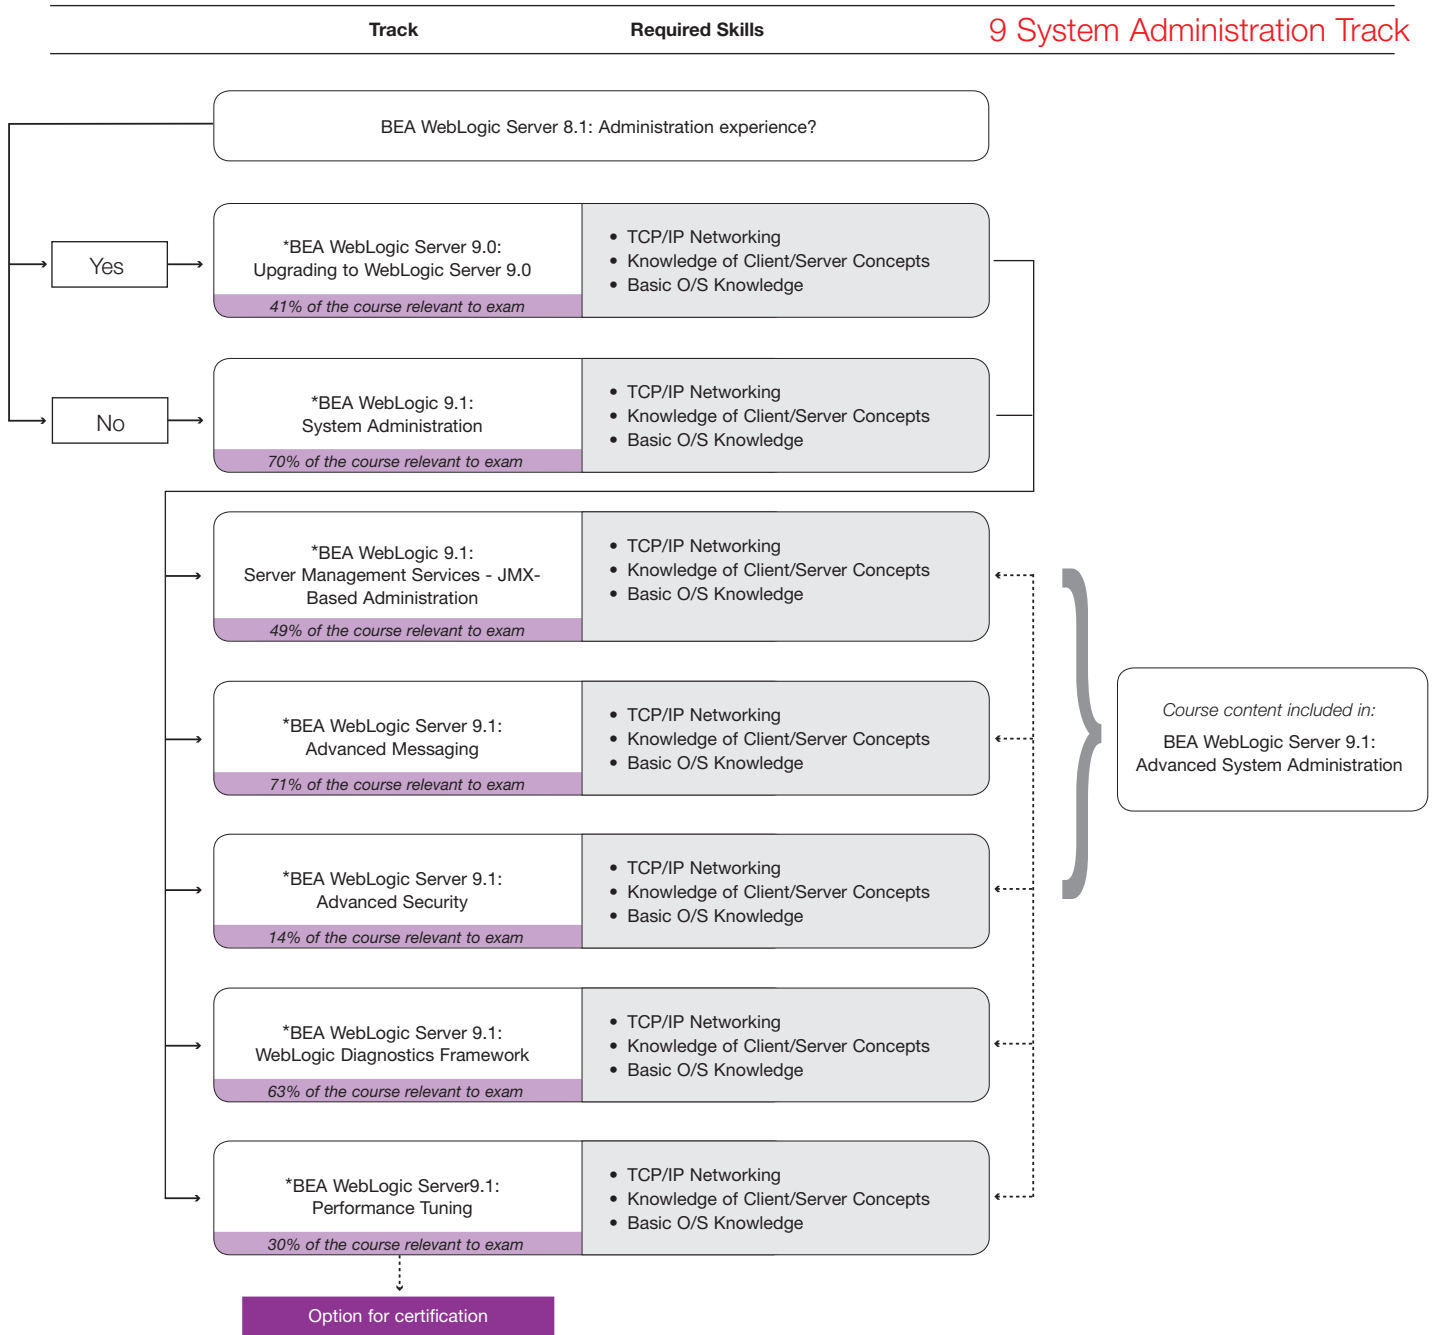 Track
Required Skills
9 System Administration Track
BEA WebLogic Server 8.1: Administration experience?
Yes
*BEA WebLogic Server 9.0:
Upgrading to WebLogic Server 9.0
41% of the course relevant to exam
• TCP/IP Networking
• Knowledge of Client/Server Concepts
• Basic O/S Knowledge
No
*BEA WebLogic 9.1:
System Administration
70% of the course relevant to exam
• TCP/IP Networking
• Knowledge of Client/Server Concepts
• Basic O/S Knowledge
*BEA WebLogic 9.1:
Server Management Services - JMX-
Based Administration
49% of the course relevant to exam
• TCP/IP Networking
• Knowledge of Client/Server Concepts
• Basic O/S Knowledge
*BEA WebLogic Server 9.1:
Advanced Messaging
71% of the course relevant to exam
• TCP/IP Networking
• Knowledge of Client/Server Concepts
• Basic O/S Knowledge
Course content included in:
BEA WebLogic Server 9.1:
Advanced System Administration
*BEA WebLogic Server 9.1:
Advanced Security
14% of the course relevant to exam
• TCP/IP Networking
• Knowledge of Client/Server Concepts
• Basic O/S Knowledge
*BEA WebLogic Server 9.1:
WebLogic Diagnostics Framework
63% of the course relevant to exam
• TCP/IP Networking
• Knowledge of Client/Server Concepts
• Basic O/S Knowledge
*BEA WebLogic Server9.1:
Performance Tuning
30% of the course relevant to exam
• TCP/IP Networking
• Knowledge of Client/Server Concepts
• Basic O/S Knowledge
Option for certification